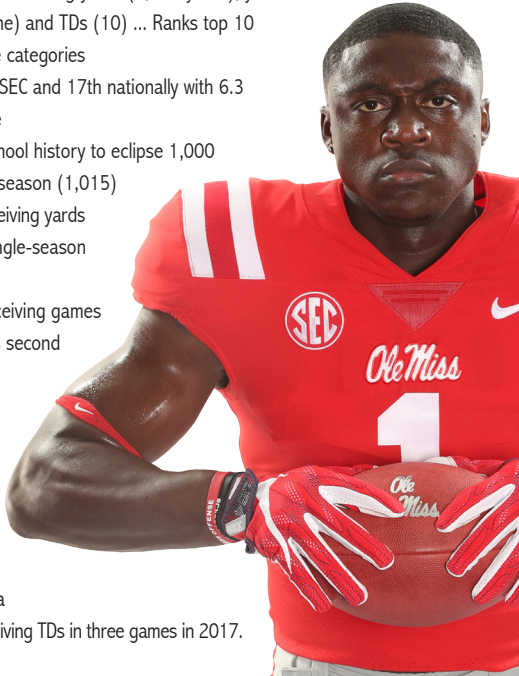 ne) and TDs (10) ... Ranks top 10
categories
SEC and 17th nationally with 6.3
hool history to eclipse 1,000
season (1,015)
eiving yards
ngle-season
ceiving games
second
a
iving TDs in three games in 2017.
SEC
Ole Miss
1
Ole
Miss